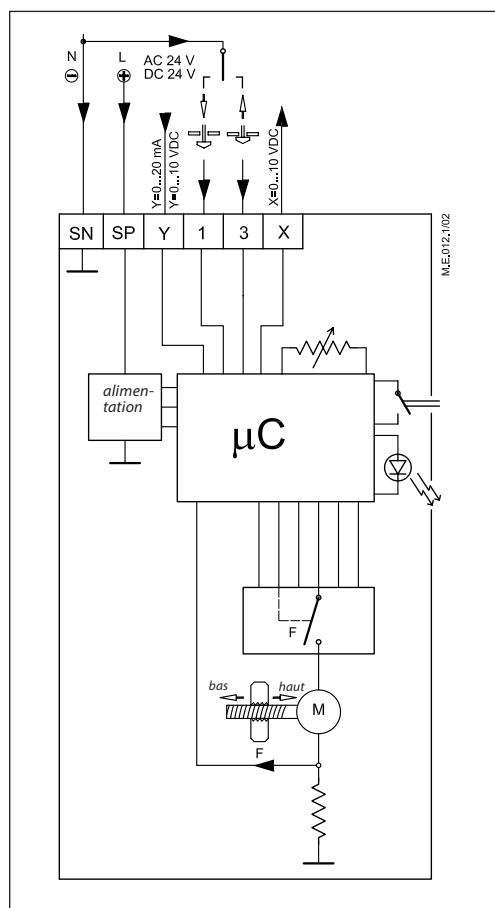 N
L
AC 24 V
DC 24 V
Y=0...20 mA
Y=0...10 VDC
X=0...10 VDC
SN SP Y 1 3 X
M.E.012.1/02
alimen-
tation
µC
F
bas
haut
M
F